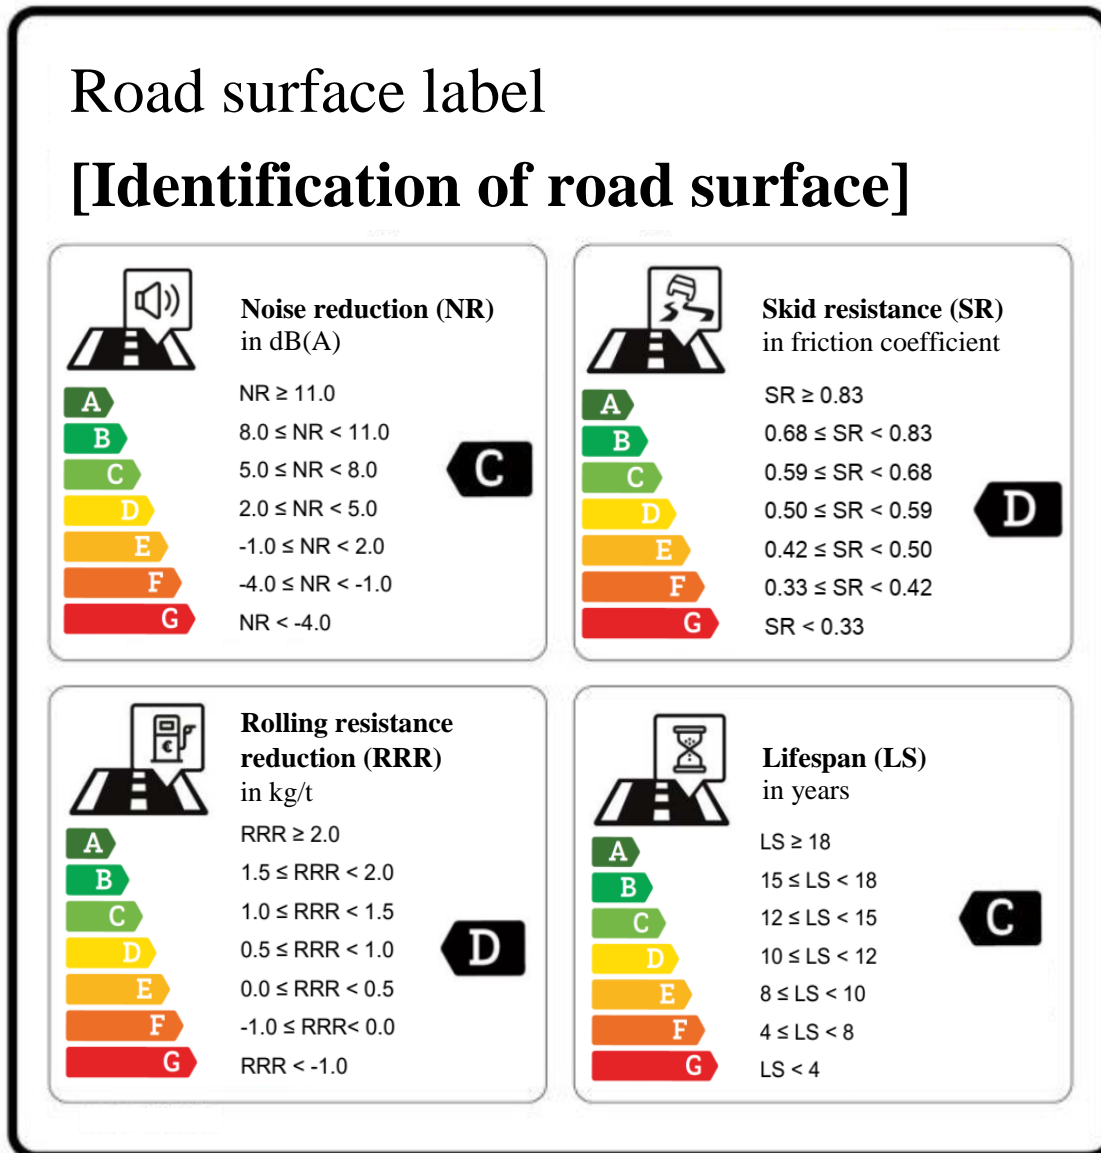 Road surface label
[Identification of road surface]
Noise reduction (NR)
in dB(A)
A NR ≥ 11.0
B 8.0 ≤ NR < 11.0
C 5.0 ≤ NR < 8.0
D 2.0 ≤ NR < 5.0
E -1.0 ≤ NR < 2.0
F -4.0 ≤ NR < -1.0
G NR < -4.0
C
Skid resistance (SR)
in friction coefficient
A SR ≥ 0.83
B 0.68 ≤ SR < 0.83
C 0.59 ≤ SR < 0.68
D 0.50 ≤ SR < 0.59
E 0.42 ≤ SR < 0.50
F 0.33 ≤ SR < 0.42
G SR < 0.33
D
€
Rolling resistance
reduction (RRR)
in kg/t
A RRR ≥ 2.0
B 1.5 ≤ RRR < 2.0
C 1.0 ≤ RRR < 1.5
D 0.5 ≤ RRR < 1.0
E 0.0 ≤ RRR < 0.5
F -1.0 ≤ RRR< 0.0
G RRR < -1.0
D
Lifespan (LS)
in years
A LS ≥ 18
B 15 ≤ LS < 18
C 12 ≤ LS < 15
D 10 ≤ LS < 12
E 8 ≤ LS < 10
F 4 ≤ LS < 8
G LS < 4
C